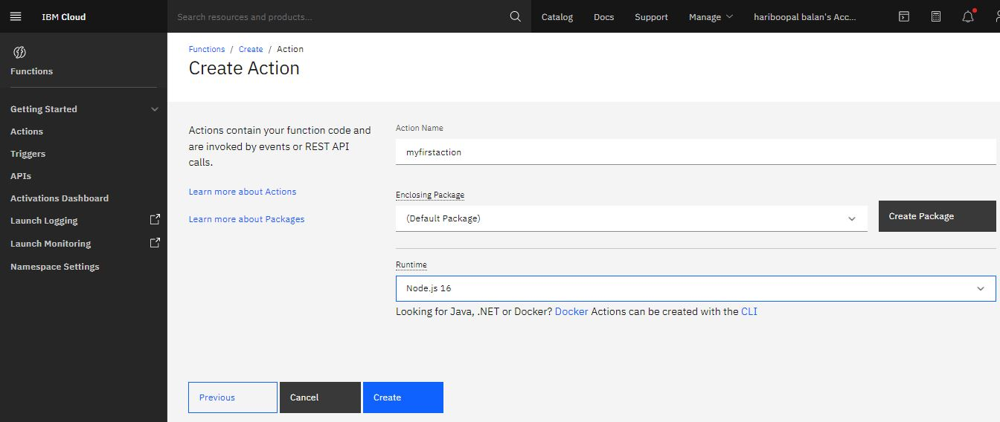 IBM Cloud
Search resources and products...
Catalog
Docs
Support
Manage
hariboopal balan's Acc...
Functions
Getting Started
Actions
Triggers
APIs
Activations Dashboard
Launch Logging
Launch Monitoring
Namespace Settings
Functions / Create / Action
Create Action
Actions contain your function code and
are invoked by events or REST API
calls.
Learn more about Actions
Learn more about Packages
Action Name
myfirstaction
Enclosing Package
(Default Package)
Create Package
Runtime
Node.js 16
Looking for Java, .NET or Docker? Docker Actions can be created with the CLI
Previous
Cancel
Create